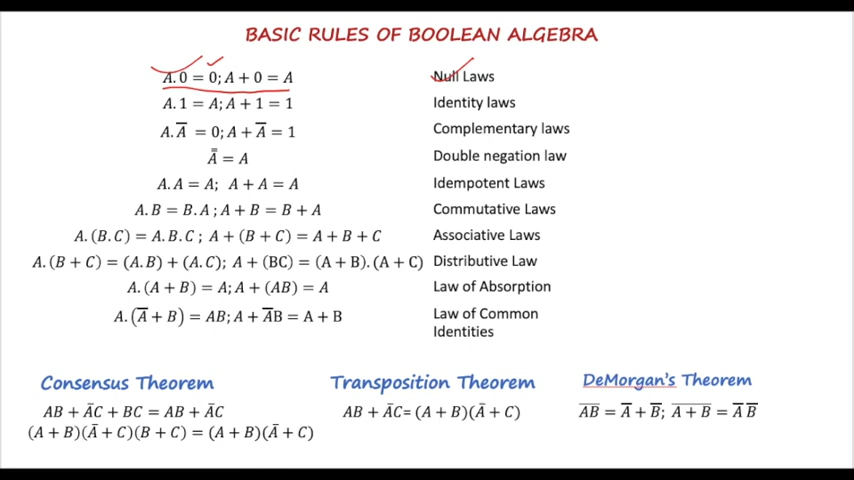 BASIC RULES OF BOOLEAN ALGEBRA
A.0 = 0; A + 0 = A Null Laws
A.1 = A; A + 1 = 1 Identity laws
A.A̅ = 0; A + A̅ = 1 Complementary laws
A̿ = A Double negation law
A.A = A; A + A = A Idempotent Laws
A.B = B.A; A + B = B + A Commutative Laws
A.(B.C) = A.B.C; A + (B + C) = A + B + C Associative Laws
A.(B + C) = (A.B) + (A.C); A + (BC) = (A + B).(A + C) Distributive Law
A.(A + B) = A; A + (AB) = A Law of Absorption
A.(A̅ + B) = AB; A + A̅B = A + B Law of Common
Identities
Consensus Theorem
AB + A̅C + BC = AB + A̅C
(A + B)(A̅ + C)(B + C) = (A + B)(A̅ + C)
Transposition Theorem
AB + A̅C= (A + B)(A̅ + C)
DeMorgan's Theorem
A̅B̅ = A̅ + B̅; A̅ ̅+̅ ̅B̅ = A̅ B̅